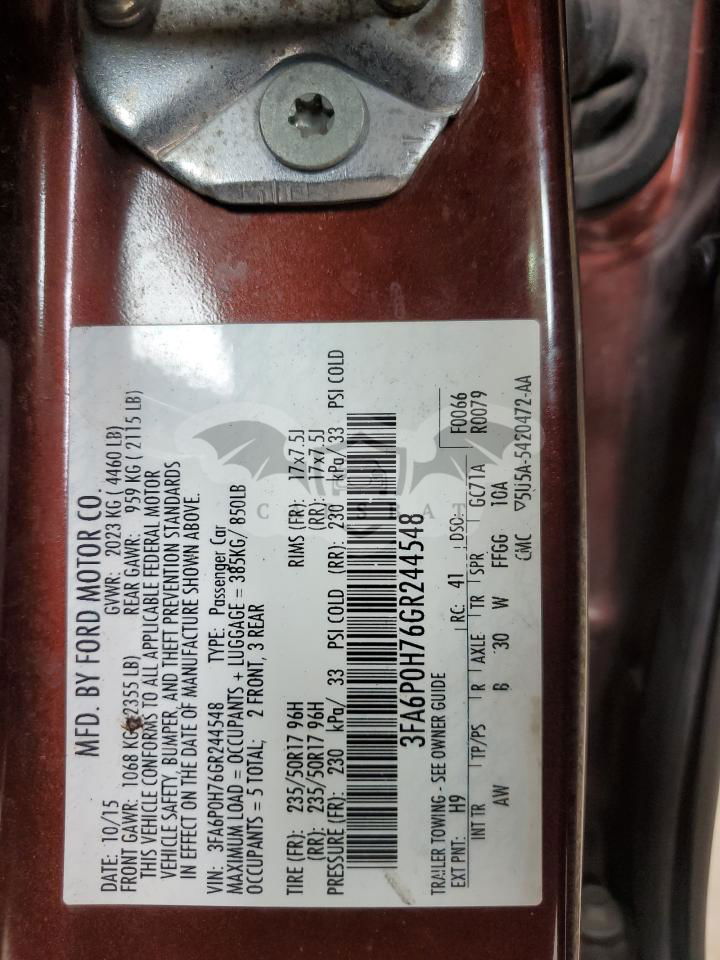 MFD. BY FORD MOTOR CO.
DATE: 10/15 GVWR: 2023 KG ( 4460 LB)
FRONT GAWR: 1068 KG 2355 LB) REAR GAWR: 959 KG ( 2115 LB)
THIS VEHICLE CONFORMS TO ALL APPLICABLE FEDERAL MOTOR
VEHICLE SAFETY, BUMPER, AND THEFT PREVENTION STANDARDS
IN EFFECT ON THE DATE OF MANUFACTURE SHOWN ABOVE.
VIN: 3FA6P0H76GR244548 TYPE: Passenger Car
MAXIMUM LOAD = OCCUPANTS + LUGGAGE = 385KG/ 850LB
OCCUPANTS = 5 TOTAL; 2 FRONT, 3 REAR
TIRE (FR): 235/50R17 96H RIMS (FR): 17x7.5J
(RR): 235/50R17 96H (RR): 17x7.5J
PRESSURE (FR): 230 kPa/ 33 PSI COLD (RR): 230 kPa/ 33 PSI COLD
3FA6P0H76GR244548
TRAILER TOWING - SEE OWNER GUIDE
F0066
R0079
EXT PNT: H9 RC: 41 DSO:
INT TR TP/PS R AXLE TR SPR GC71A
AW B 30 W FFGG 10A
CMC ▽5U5A-5420472-AA